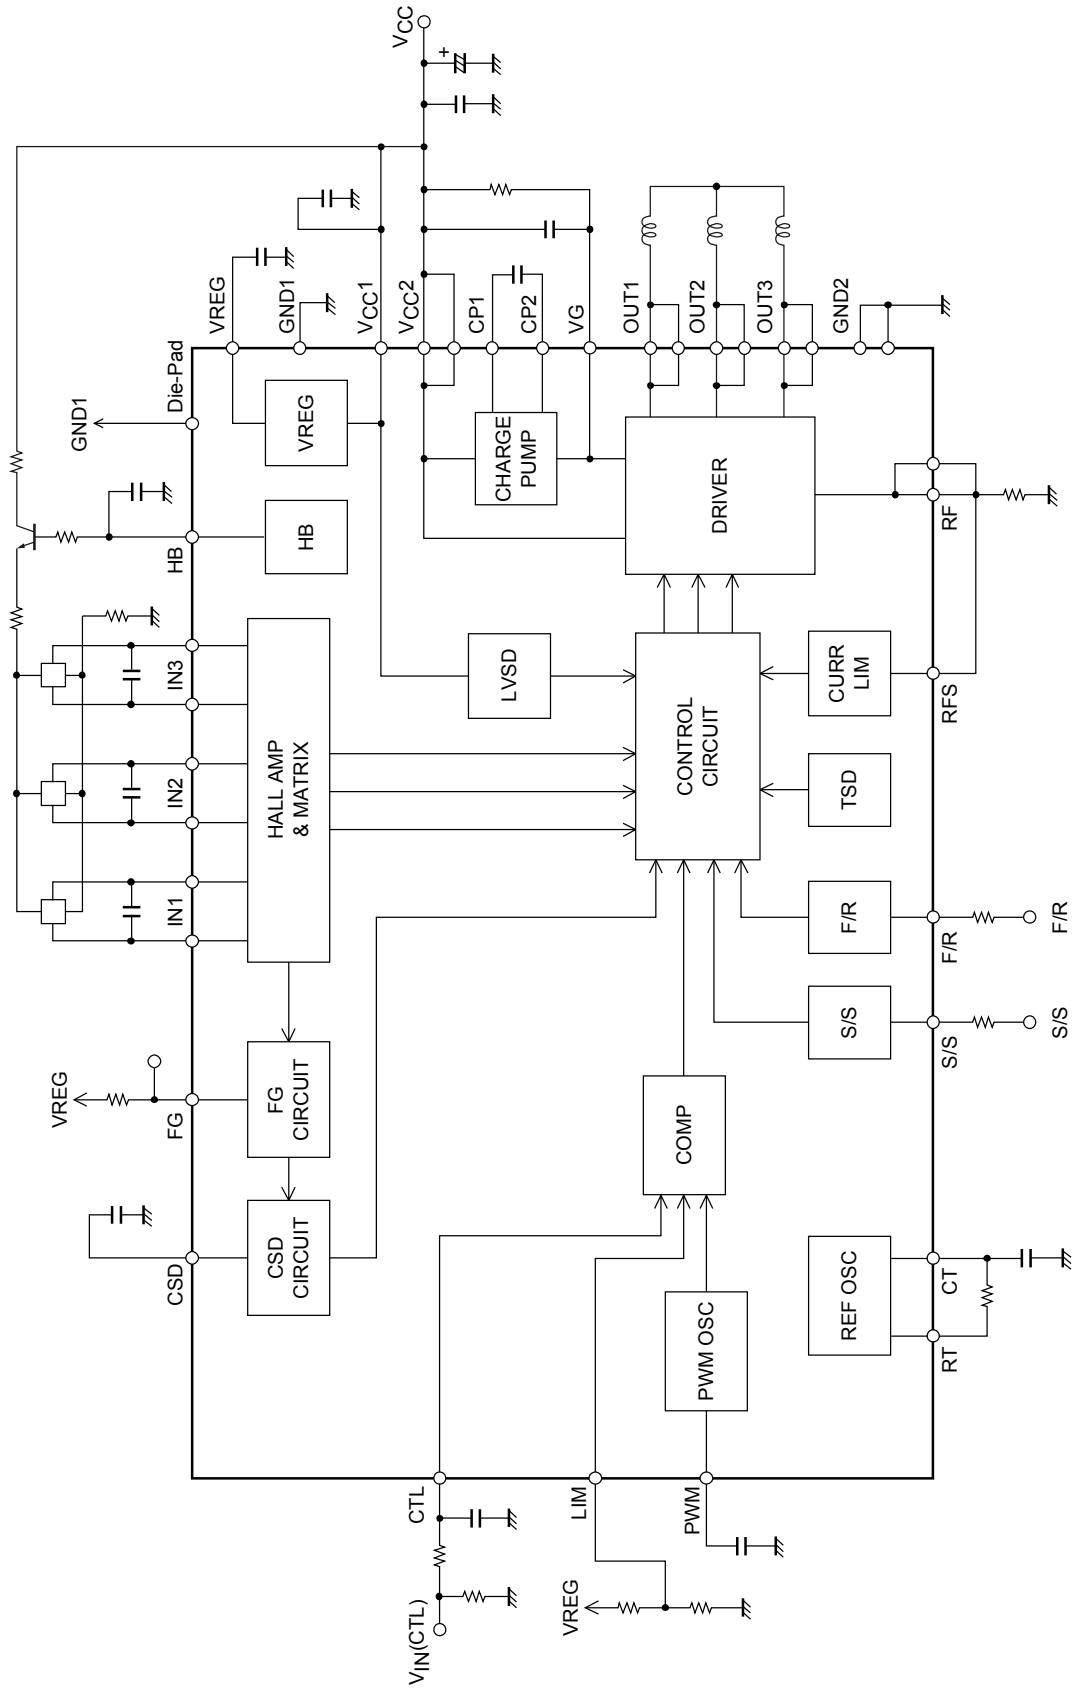 VCC
+
VREG
GND1
VCC1
VCC2
CP1
CP2
VG
OUT1
OUT2
OUT3
GND2
Die-Pad
GND1
HB
IN3
IN2
IN1
FG
VREG
CSD
VREG
HB
CHARGE
PUMP
DRIVER
RF
LVSD
HALL AMP
& MATRIX
CONTROL
CIRCUIT
CURR
LIM
RFS
TSD
F/R
F/R
F/R
S/S
S/S
S/S
FG
CIRCUIT
CSD
CIRCUIT
COMP
PWM OSC
REF OSC
CT
RT
CTL
LIM
PWM
VIN(CTL)
VREG